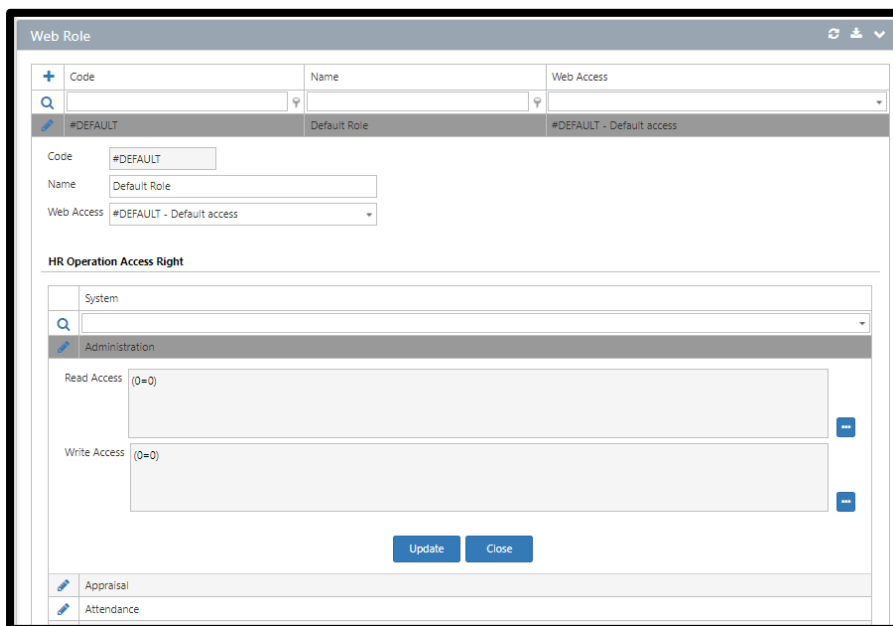 Web Role
Code Name Web Access
#DEFAULT Default Role #DEFAULT - Default access
Code #DEFAULT
Name Default Role
Web Access #DEFAULT - Default access
HR Operation Access Right
System
Administration
Read Access (0=0)
Write Access (0=0)
Update Close
Appraisal
Attendance